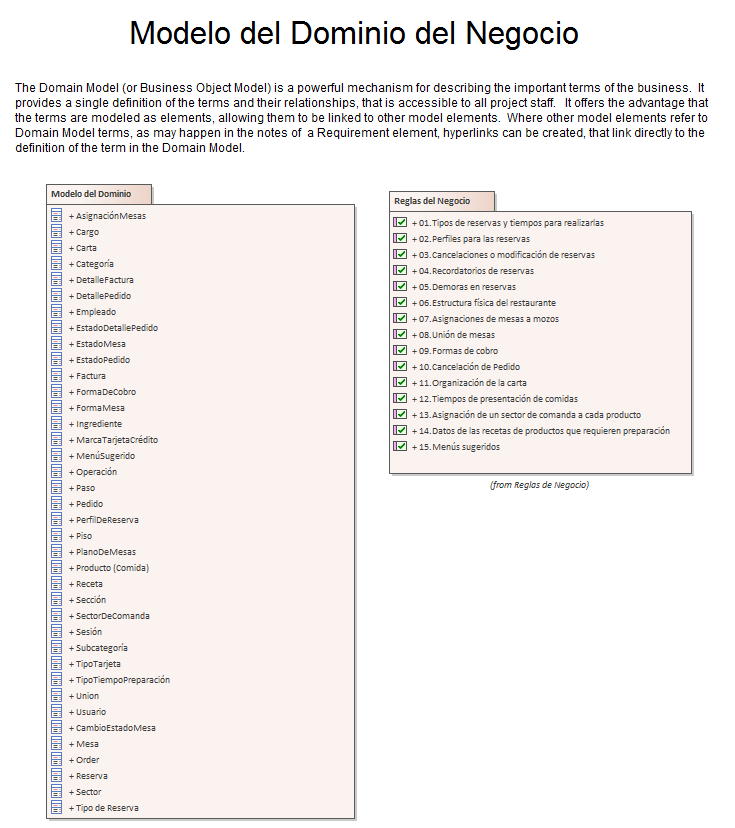 Modelo del Dominio del Negocio
The Domain Model (or Business Object Model) is a powerful mechanism for describing the important terms of the business.  It
provides a single definition of the terms and their relationships, that is accessible to all project staff.   It offers the advantage that
the terms are modeled as elements, allowing them to be linked to other model elements.  Where other model elements refer to
Domain Model terms, as may happen in the notes of  a Requirement element, hyperlinks can be created, that link directly to the
definition of the term in the Domain Model.
Modelo del Dominio
+ AsignaciónMesas
+ Cargo
+ Carta
+ Categoría
+ DetalleFactura
+ DetallePedido
+ Empleado
+ EstadoDetallePedido
+ EstadoMesa
+ EstadoPedido
+ Factura
+ FormaDeCobro
+ FormaMesa
+ Ingrediente
+ MarcaTarjetaCrédito
+ MenúSugerido
+ Operación
+ Paso
+ Pedido
+ PerfilDeReserva
+ Piso
+ PlanoDeMesas
+ Producto (Comida)
+ Receta
+ Sección
+ SectorDeComanda
+ Sesión
+ Subcategoría
+ TipoTarjeta
+ TipoTiempoPreparación
+ Union
+ Usuario
+ CambioEstadoMesa
+ Mesa
+ Order
+ Reserva
+ Sector
+ Tipo de Reserva
Reglas del Negocio
+ 01.Tipos de reservas y tiempos para realizarlas
+ 02.Perfiles para las reservas
+ 03.Cancelaciones o modificación de reservas
+ 04.Recordatorios de reservas
+ 05.Demoras en reservas
+ 06.Estructura física del restaurante
+ 07.Asignaciones de mesas a mozos
+ 08.Unión de mesas
+ 09.Formas de cobro
+ 10.Cancelación de Pedido
+ 11.Organización de la carta
+ 12.Tiempos de presentación de comidas
+ 13.Asignación de un sector de comanda a cada producto
+ 14.Datos de las recetas de productos que requieren preparación
+ 15.Menús sugeridos
(from Reglas de Negocio)